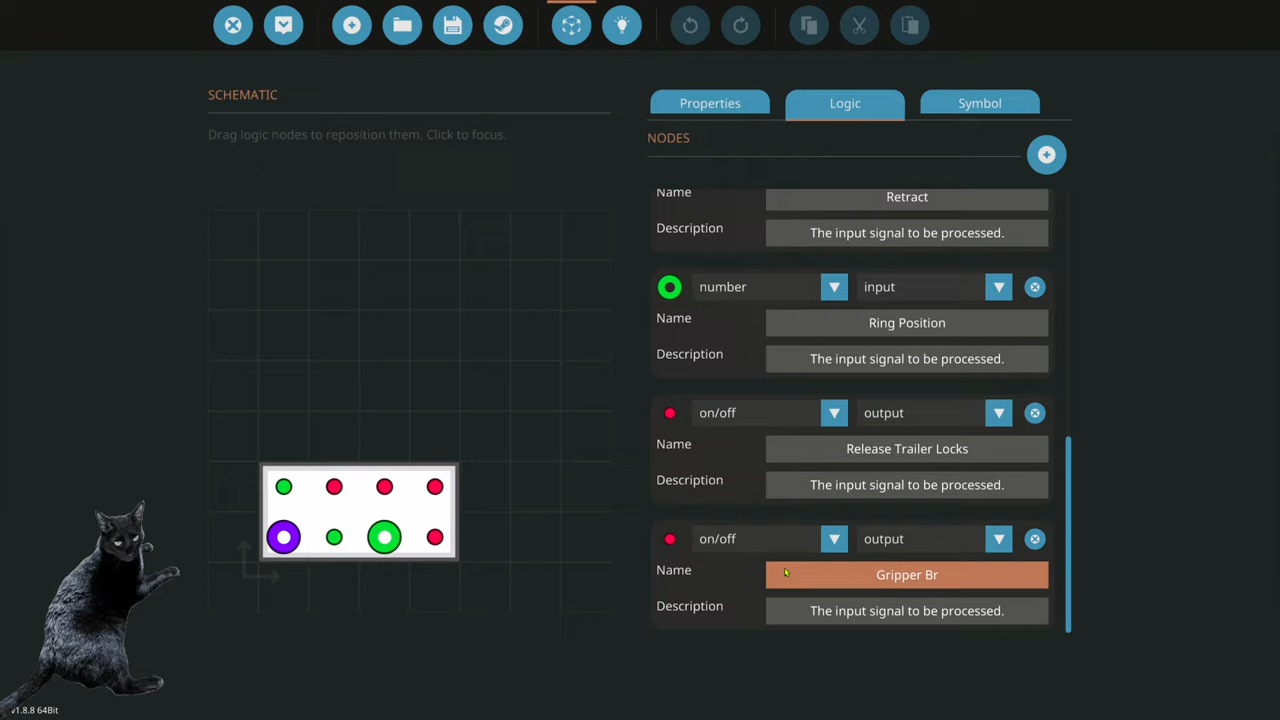 SCHEMATIC
Drag logic nodes to reposition them. Click to focus.
Properties
Logic
Symbol
NODES
Name
Retract
Description
The input signal to be processed.
number
input
Name
Ring Position
Description
The input signal to be processed.
on/off
output
Name
Release Trailer Locks
Description
The input signal to be processed.
on/off
output
Name
Gripper Br
Description
The input signal to be processed.
v1.8.8 64Bit